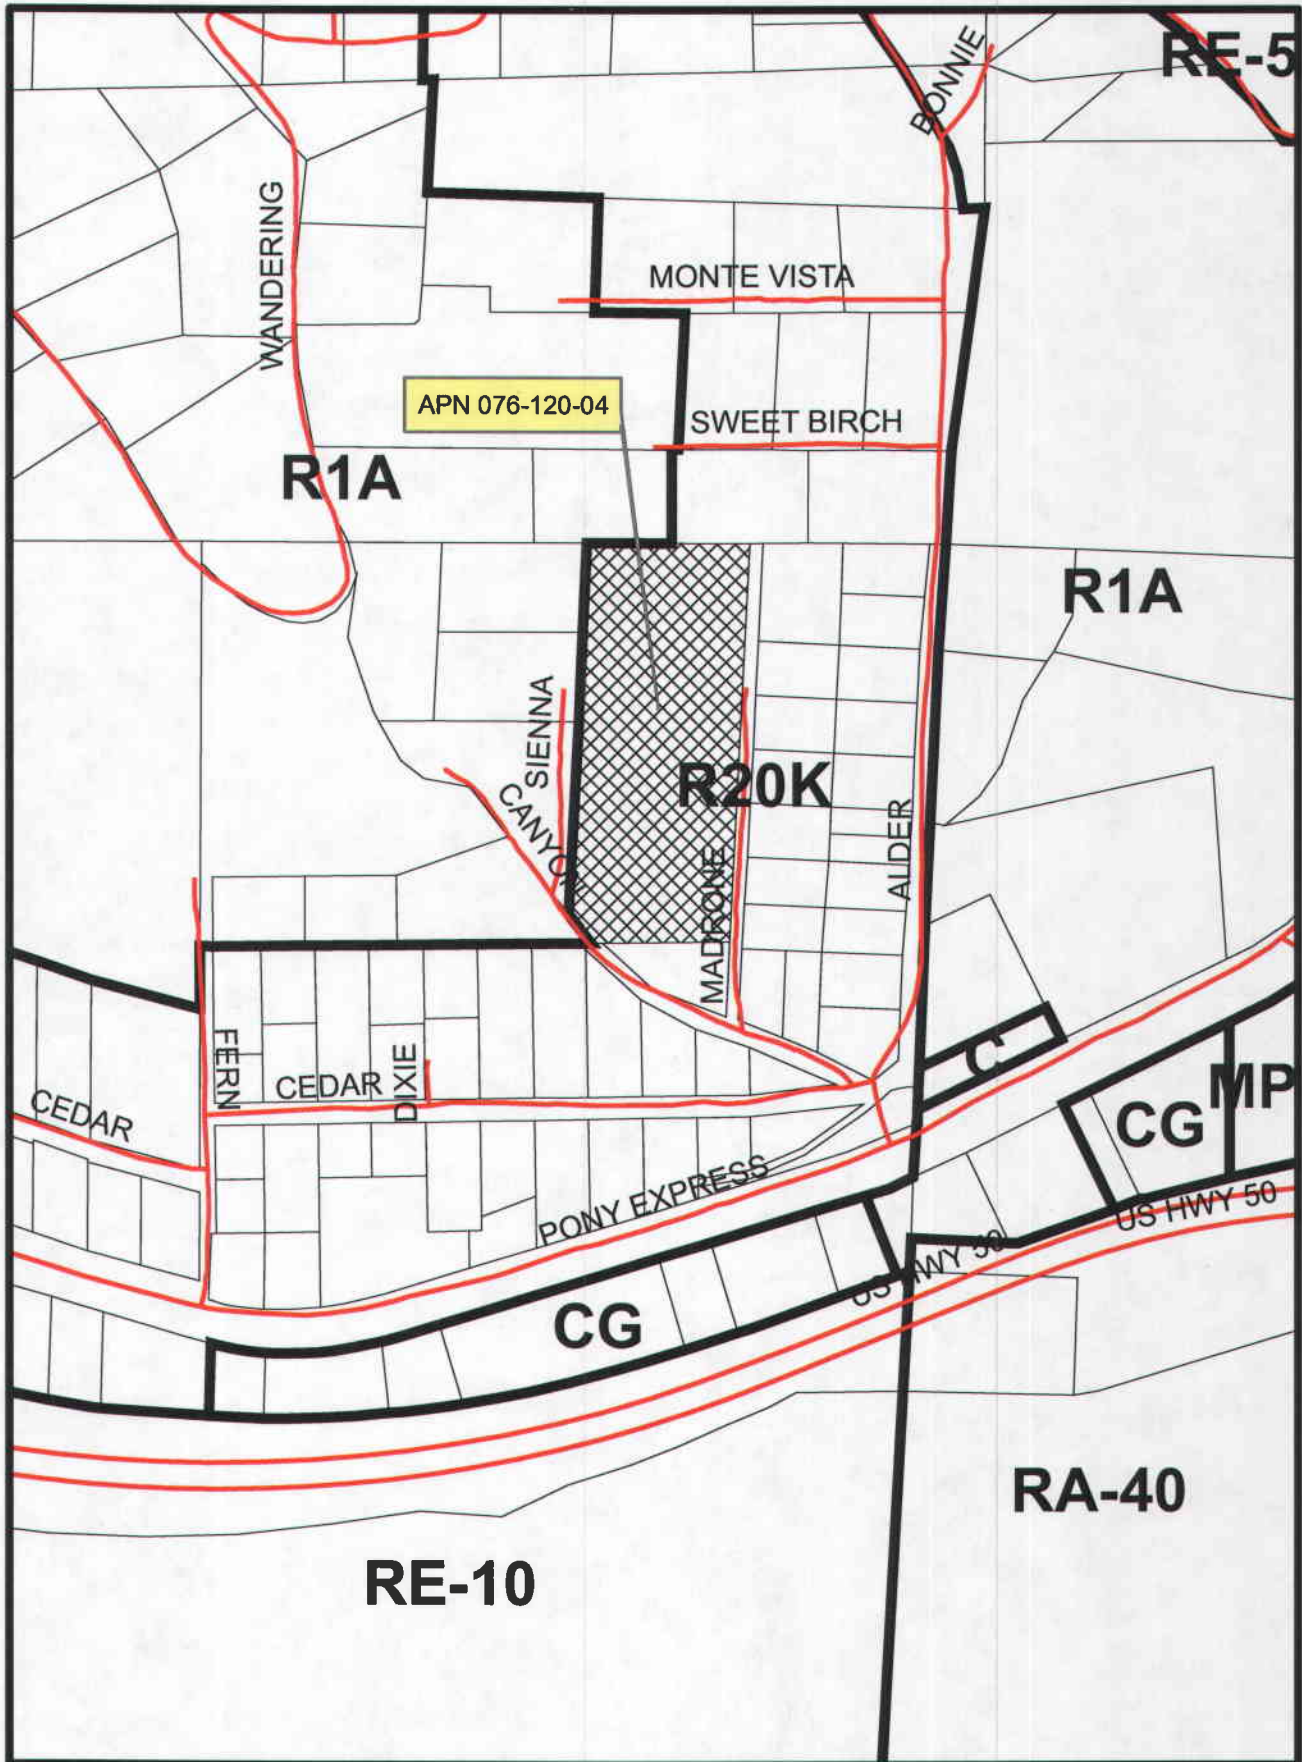 BONNIE
RE-5
WANDERING
MONTE VISTA
APN 076-120-04
SWEET BIRCH
R1A
R1A
SIENNA
CANYON
R20K
MADRONE
ALDER
FERN
CEDAR
DIXIE
CEDAR
C
CG
MP
PONY EXPRESS
US HWY 50
US HWY 50
CG
RA-40
RE-10